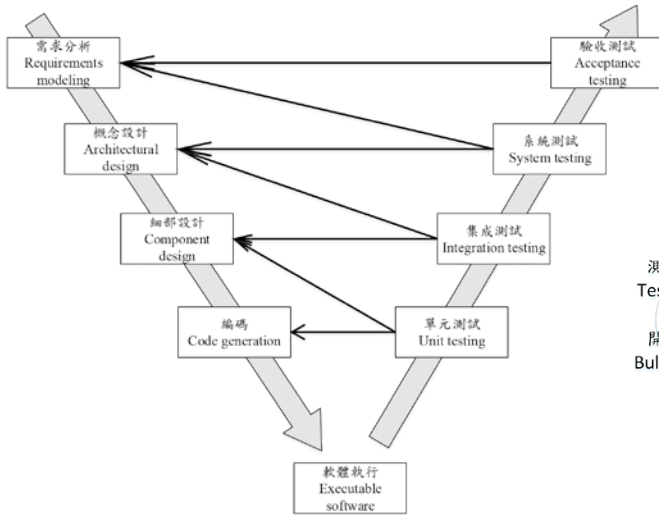 需求分析
Requirements
modeling
驗收測試
Acceptance
testing
概念設計
Architectural
design
系統測試
System testing
細部設計
Component
design
集成測試
Integration testing
編碼
Code generation
單元測試
Unit testing
軟體執行
Executable
software